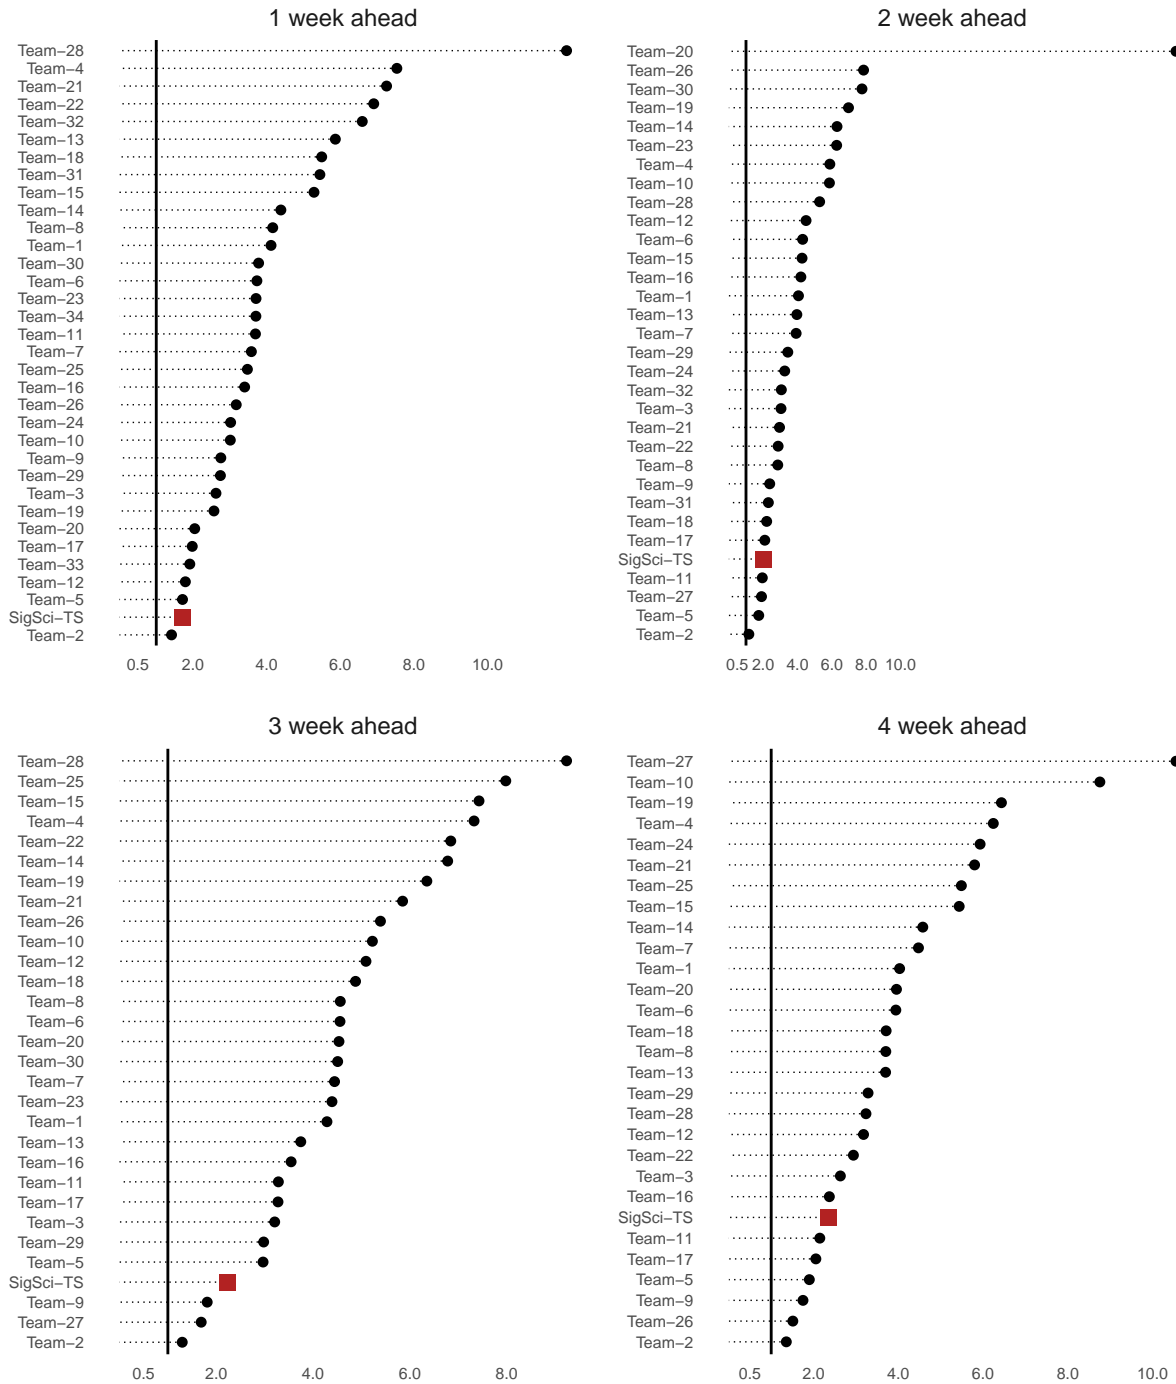 1 week ahead
Team−28
Team−4
Team−21
Team−22
Team−32
Team−13
Team−18
Team−31
Team−15
Team−14
Team−8
Team−1
Team−30
Team−6
Team−23
Team−34
Team−11
Team−7
Team−25
Team−16
Team−26
Team−24
Team−10
Team−9
Team−29
Team−3
Team−19
Team−20
Team−17
Team−33
Team−12
Team−5
SigSci−TS
Team−2
0.5 2.0 4.0 6.0 8.0 10.0
2 week ahead
Team−20
Team−26
Team−30
Team−19
Team−14
Team−23
Team−4
Team−10
Team−28
Team−12
Team−6
Team−15
Team−16
Team−1
Team−13
Team−7
Team−29
Team−24
Team−32
Team−3
Team−21
Team−22
Team−8
Team−9
Team−31
Team−18
Team−17
SigSci−TS
Team−11
Team−27
Team−5
Team−2
0.5 2.0 4.0 6.0 8.0 10.0
3 week ahead
Team−28
Team−25
Team−15
Team−4
Team−22
Team−14
Team−19
Team−21
Team−26
Team−10
Team−12
Team−18
Team−8
Team−6
Team−20
Team−30
Team−7
Team−23
Team−1
Team−13
Team−16
Team−11
Team−17
Team−3
Team−29
Team−5
SigSci−TS
Team−9
Team−27
Team−2
0.5 2.0 4.0 6.0 8.0
4 week ahead
Team−27
Team−10
Team−19
Team−4
Team−24
Team−21
Team−25
Team−15
Team−14
Team−7
Team−1
Team−20
Team−6
Team−18
Team−8
Team−13
Team−29
Team−28
Team−12
Team−22
Team−3
Team−16
SigSci−TS
Team−11
Team−17
Team−5
Team−9
Team−26
Team−2
0.5 2.0 4.0 6.0 8.0 10.0